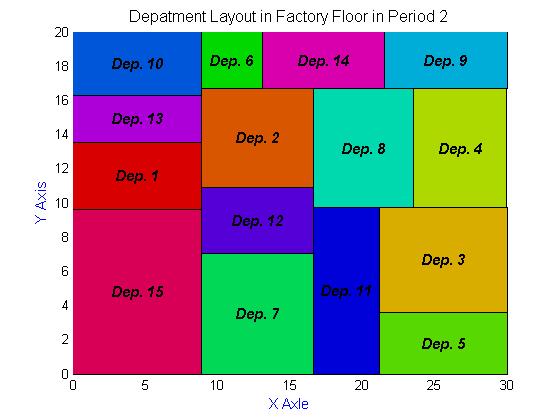 Depatment Layout in Factory Floor in Period 2
20
18
16
14
12
10
8
6
4
2
0
Y Axis
Dep. 10
Dep. 6
Dep. 14
Dep. 9
Dep. 13
Dep. 2
Dep. 8
Dep. 4
Dep. 1
Dep. 12
Dep. 3
Dep. 15
Dep. 11
Dep. 7
Dep. 5
0 5 10 15 20 25 30
X Axle